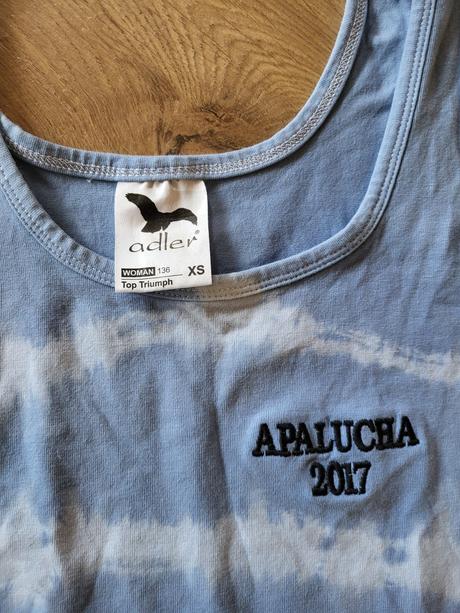 adler
WOMAN 136 XS
Top Triumph
APALUCHA
2017